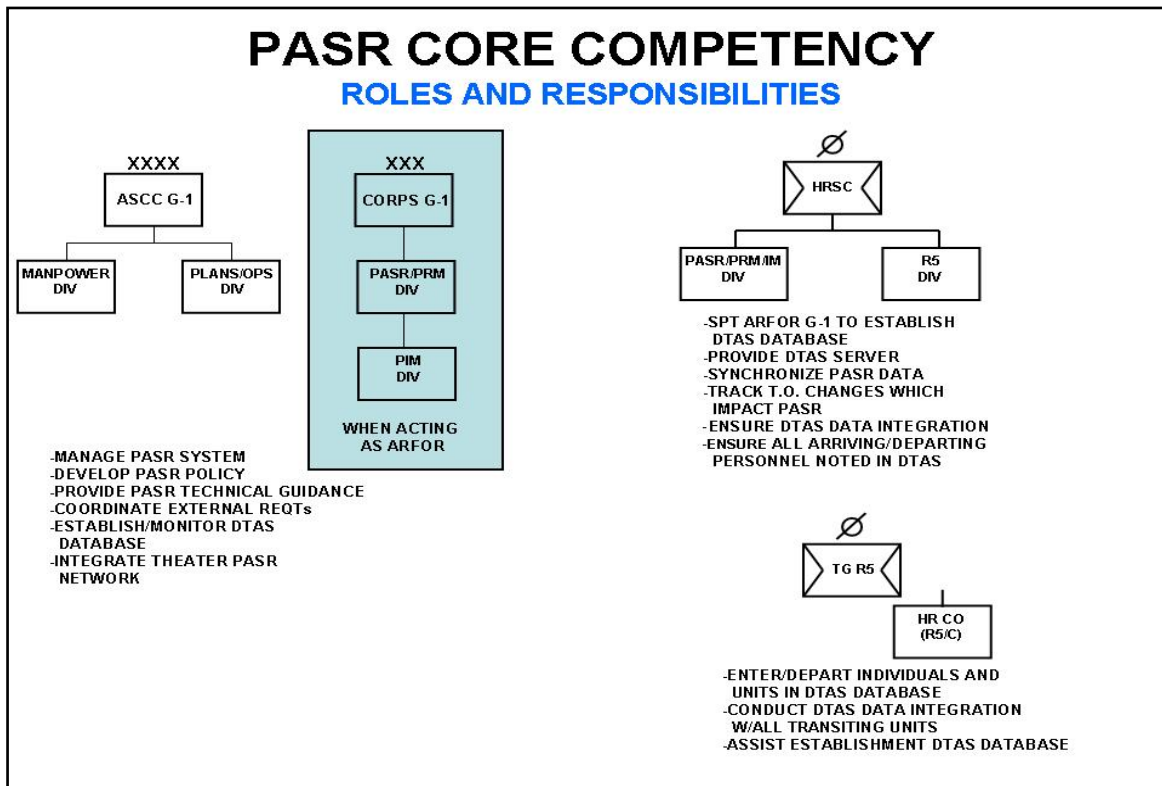 PASR CORE COMPETENCY
ROLES AND RESPONSIBILITIES
XXXX
ASCC G-1
MANPOWER
DIV
PLANS/OPS
DIV
-MANAGE PASR SYSTEM
-DEVELOP PASR POLICY
-PROVIDE PASR TECHNICAL GUIDANCE
-COORDINATE EXTERNAL REQTs
-ESTABLISH/MONITOR DTAS
DATABASE
-INTEGRATE THEATER PASR
NETWORK
XXX
CORPS G-1
PASR/PRM
DIV
PIM
DIV
WHEN ACTING
AS ARFOR
HRSC
PASR/PRM/IM
DIV
R5
DIV
-SPT ARFOR G-1 TO ESTABLISH
DTAS DATABASE
-PROVIDE DTAS SERVER
-SYNCHRONIZE PASR DATA
-TRACK T.O. CHANGES WHICH
IMPACT PASR
-ENSURE DTAS DATA INTEGRATION
-ENSURE ALL ARRIVING/DEPARTING
PERSONNEL NOTED IN DTAS
TG R5
HR CO
(R5/C)
-ENTER/DEPART INDIVIDUALS AND
UNITS IN DTAS DATABASE
-CONDUCT DTAS DATA INTEGRATION
W/ALL TRANSITING UNITS
-ASSIST ESTABLISHMENT DTAS DATABASE